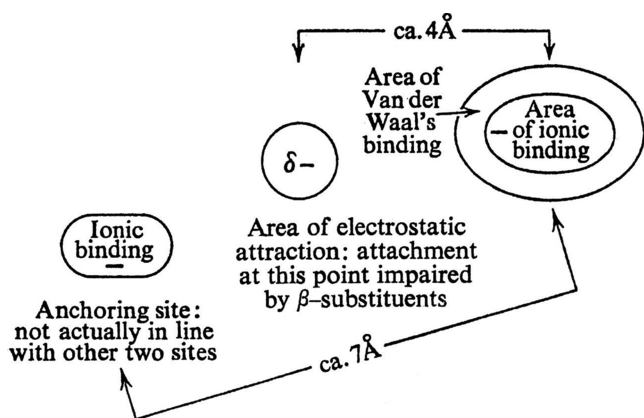 ca. 4Å
Area of
Van der
Waal's
binding
Area
– of ionic
binding
δ–
Ionic
binding
–
Area of electrostatic
attraction: attachment
at this point impaired
by β–substituents
Anchoring site:
not actually in line
with other two sites
ca. 7Å